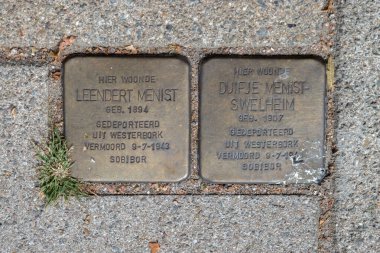 HIER WOONDE
LEENDERT MENIST
GEB. 1894
GEDEPORTEERD
UIT WESTERBORK
VERMOORD 9-7-1943
SOBIBOR
HIER WOONDE
DUIFJE MENIST-
SWELHEIM
GEB. 1907
GEDEPORTEERD
UIT WESTERBORK
VERMOORD 9-7-194
SOBIBOR